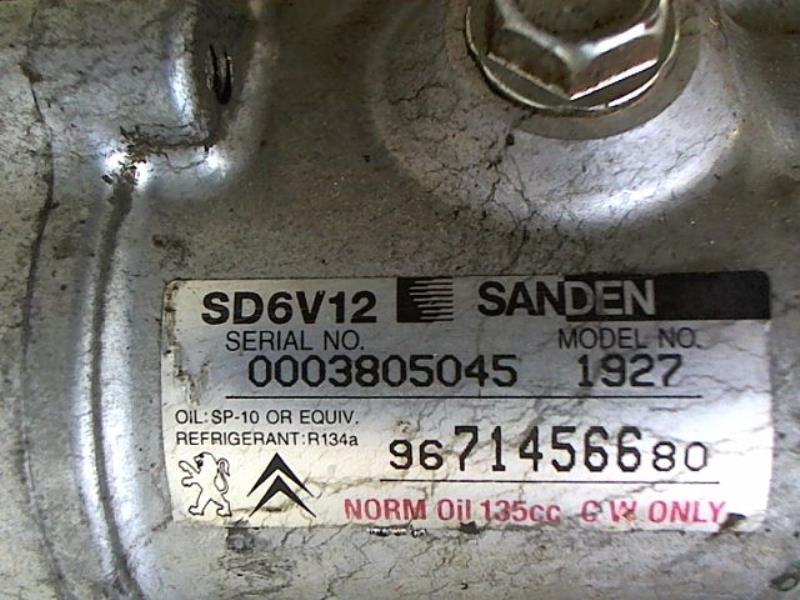 SD6V12 SANDEN
SERIAL NO. MODEL NO.
0003805045 1927
OIL:SP-10 OR EQUIV.
REFRIGERANT:R134a
9671456680
NORM Oil 135cc C W ONLY